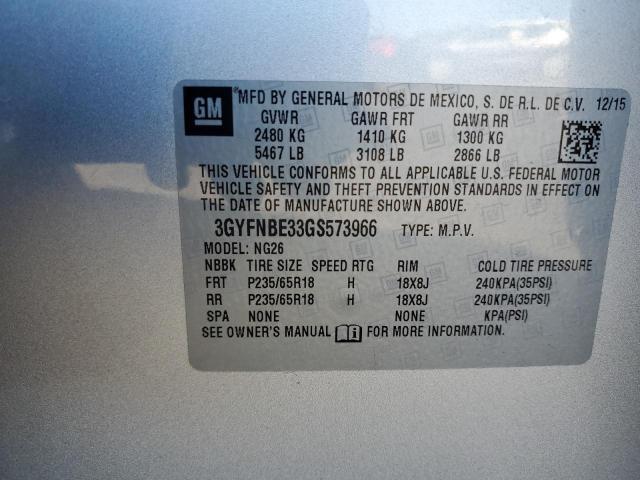 GM ® MFD BY GENERAL MOTORS DE MEXICO, S. DE R.L. DE C.V. 12/15
GVWR GAWR FRT GAWR RR
2480 KG 1410 KG 1300 KG
5467 LB 3108 LB 2866 LB
THIS VEHICLE CONFORMS TO ALL APPLICABLE U.S. FEDERAL MOTOR
VEHICLE SAFETY AND THEFT PREVENTION STANDARDS IN EFFECT ON
THE DATE OF MANUFACTURE SHOWN ABOVE.
3GYFNBE33GS573966 TYPE: M.P.V.
MODEL: NG26
NBBK TIRE SIZE SPEED RTG RIM COLD TIRE PRESSURE
FRT P235/65R18 H 18X8J 240KPA(35PSI)
RR P235/65R18 H 18X8J 240KPA(35PSI)
SPA NONE NONE KPA(PSI)
SEE OWNER'S MANUAL FOR MORE INFORMATION.